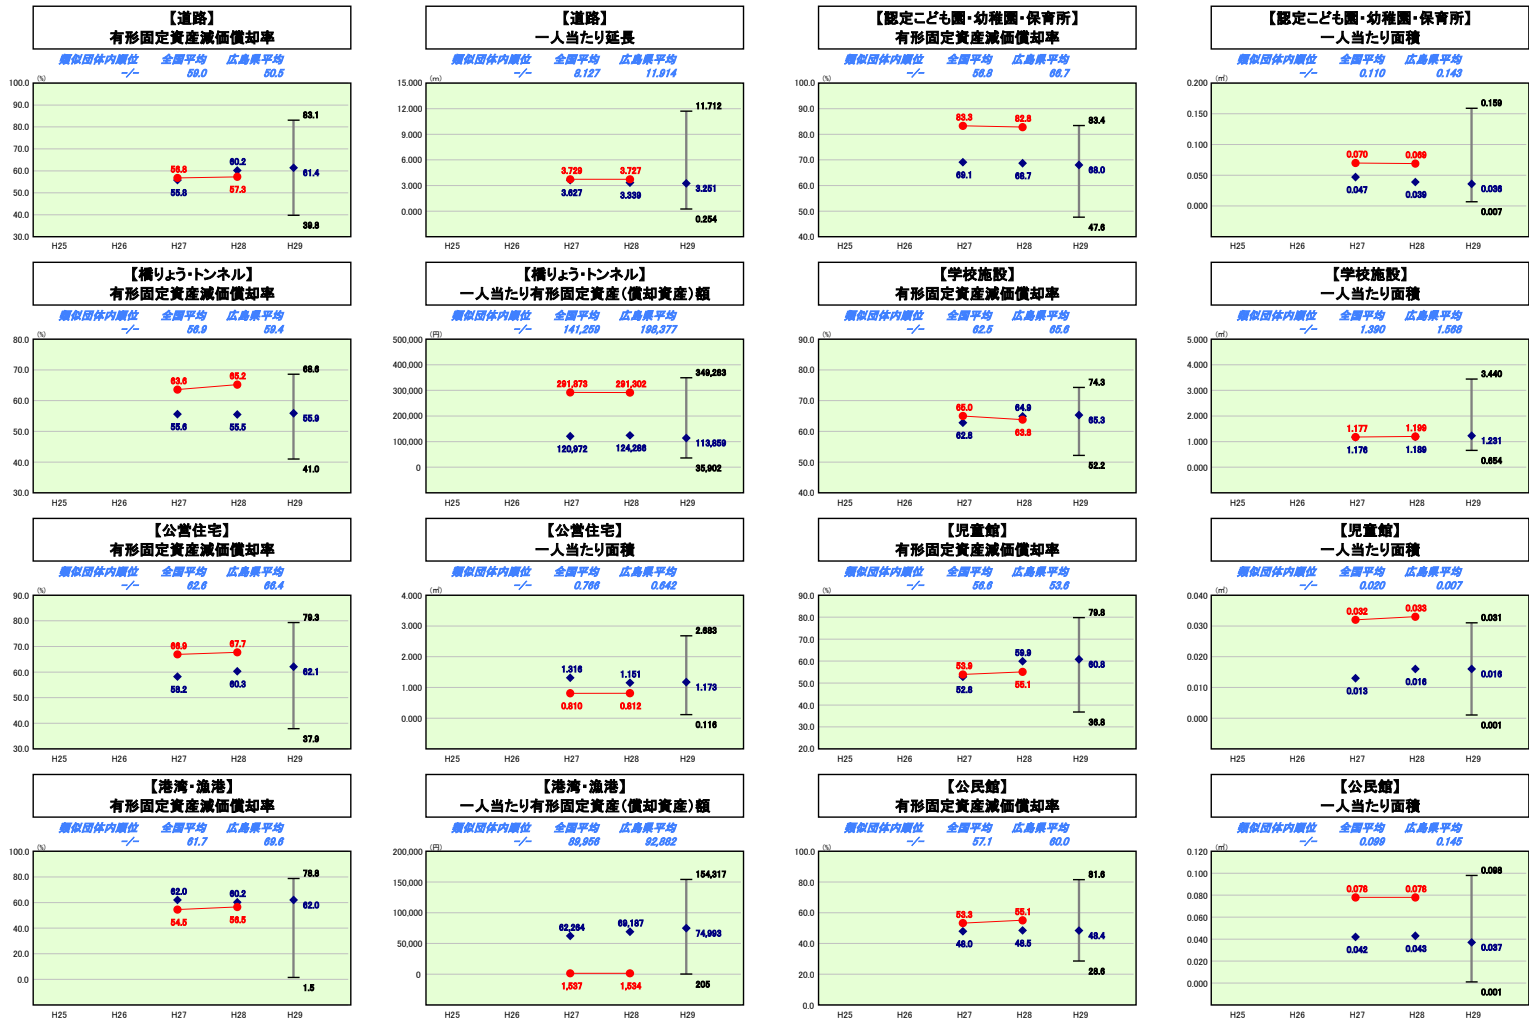 【道路】
有形固定資産減価償却率
類似団体内順位 全国平均 広島県平均
-/- 59.0 50.5
(%)
100.0
90.0
80.0
70.0
60.0
50.0
40.0
30.0
83.1
56.8
60.2
61.4
55.8
57.3
39.8
H25 H26 H27 H28 H29
【道路】
一人当たり延長
類似団体内順位 全国平均 広島県平均
-/- 8.127 11.914
(m)
15.000
12.000
9.000
6.000
3.000
0.000
11.712
3.729
3.727
3.251
3.627
3.339
0.254
H25 H26 H27 H28 H29
【認定こども園・幼稚園・保育所】
有形固定資産減価償却率
類似団体内順位 全国平均 広島県平均
-/- 56.8 66.7
(%)
100.0
90.0
80.0
70.0
60.0
50.0
40.0
83.3
82.8
83.4
69.1
68.7
68.0
47.6
H25 H26 H27 H28 H29
【認定こども園・幼稚園・保育所】
一人当たり面積
類似団体内順位 全国平均 広島県平均
-/- 0.110 0.143
(㎡)
0.200
0.150
0.100
0.050
0.000
0.159
0.070
0.069
0.047
0.039
0.036
0.007
H25 H26 H27 H28 H29
【橋りょう・トンネル】
有形固定資産減価償却率
類似団体内順位 全国平均 広島県平均
-/- 56.9 59.4
(%)
80.0
70.0
60.0
50.0
40.0
30.0
68.6
63.6
65.2
55.6
55.5
55.9
41.0
H25 H26 H27 H28 H29
【橋りょう・トンネル】
一人当たり有形固定資産（償却資産）額
類似団体内順位 全国平均 広島県平均
-/- 141,259 198,377
(円)
500,000
400,000
300,000
200,000
100,000
0
349,283
291,873
291,302
120,972
124,286
113,859
35,902
H25 H26 H27 H28 H29
【学校施設】
有形固定資産減価償却率
類似団体内順位 全国平均 広島県平均
-/- 62.5 65.6
(%)
90.0
80.0
70.0
60.0
50.0
40.0
74.3
65.0
64.9
65.3
62.8
63.8
52.2
H25 H26 H27 H28 H29
【学校施設】
一人当たり面積
類似団体内順位 全国平均 広島県平均
-/- 1.390 1.568
(㎡)
5.000
4.000
3.000
2.000
1.000
0.000
3.440
1.177
1.199
1.231
1.176
1.189
0.654
H25 H26 H27 H28 H29
【公営住宅】
有形固定資産減価償却率
類似団体内順位 全国平均 広島県平均
-/- 62.6 66.4
(%)
90.0
80.0
70.0
60.0
50.0
40.0
30.0
79.3
66.9
67.7
62.1
58.2
60.3
37.9
H25 H26 H27 H28 H29
【公営住宅】
一人当たり面積
類似団体内順位 全国平均 広島県平均
-/- 0.766 0.642
(㎡)
4.000
3.000
2.000
1.000
0.000
2.683
1.316
1.151
1.173
0.810
0.812
0.116
H25 H26 H27 H28 H29
【児童館】
有形固定資産減価償却率
類似団体内順位 全国平均 広島県平均
-/- 58.6 53.6
(%)
90.0
80.0
70.0
60.0
50.0
40.0
30.0
20.0
79.8
53.9
59.9
60.8
52.8
55.1
36.8
H25 H26 H27 H28 H29
【児童館】
一人当たり面積
類似団体内順位 全国平均 広島県平均
-/- 0.020 0.007
(㎡)
0.040
0.030
0.020
0.010
0.000
0.032
0.033
0.031
0.013
0.016
0.016
0.001
H25 H26 H27 H28 H29
【港湾・漁港】
有形固定資産減価償却率
類似団体内順位 全国平均 広島県平均
-/- 61.7 69.6
(%)
100.0
80.0
60.0
40.0
20.0
0.0
78.8
62.0
60.2
62.0
54.5
56.5
1.5
H25 H26 H27 H28 H29
【港湾・漁港】
一人当たり有形固定資産（償却資産）額
類似団体内順位 全国平均 広島県平均
-/- 89,956 92,882
(円)
200,000
150,000
100,000
50,000
0
154,317
62,264
69,187
74,993
1,537
1,534
205
H25 H26 H27 H28 H29
【公民館】
有形固定資産減価償却率
類似団体内順位 全国平均 広島県平均
-/- 57.1 60.0
(%)
100.0
80.0
60.0
40.0
20.0
0.0
81.6
53.3
55.1
48.0
48.5
48.4
28.6
H25 H26 H27 H28 H29
【公民館】
一人当たり面積
類似団体内順位 全国平均 広島県平均
-/- 0.099 0.145
(㎡)
0.120
0.100
0.080
0.060
0.040
0.020
0.000
0.098
0.078
0.078
0.042
0.043
0.037
0.001
H25 H26 H27 H28 H29